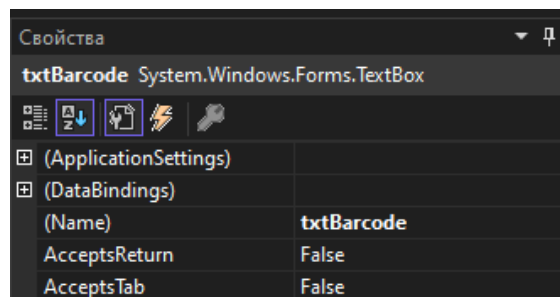 Свойства
txtBarcode System.Windows.Forms.TextBox
(ApplicationSettings)
(DataBindings)
(Name) txtBarcode
AcceptsReturn False
AcceptsTab False